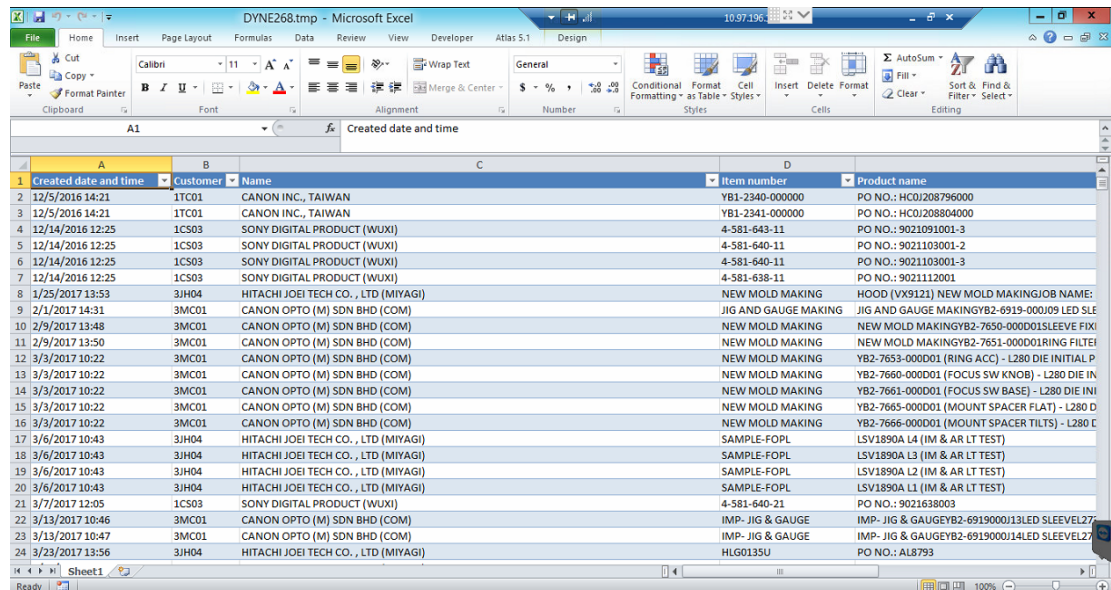 DYNE268.tmp - Microsoft Excel
10.97.196.
File Home Insert Page Layout Formulas Data Review View Developer Atlas 5.1 Design
Paste
Cut
Copy
Format Painter
Clipboard
Calibri 11
B I U
Font
Wrap Text
Merge & Center
Alignment
General
$ % ,
Number
Conditional Formatting
Format as Table
Cell Styles
Styles
Insert Delete Format
Cells
AutoSum
Fill
Clear
Sort & Filter
Find & Select
Editing
A1 fx Created date and time
A B C D
1 Created date and time Customer Name Item number Product name
2 12/5/2016 14:21 1TC01 CANON INC., TAIWAN YB1-2340-000000 PO NO.: HC0J208796000
3 12/5/2016 14:21 1TC01 CANON INC., TAIWAN YB1-2341-000000 PO NO.: HC0J208804000
4 12/14/2016 12:25 1CS03 SONY DIGITAL PRODUCT (WUXI) 4-581-643-11 PO NO.: 9021091001-3
5 12/14/2016 12:25 1CS03 SONY DIGITAL PRODUCT (WUXI) 4-581-640-11 PO NO.: 9021103001-2
6 12/14/2016 12:25 1CS03 SONY DIGITAL PRODUCT (WUXI) 4-581-640-11 PO NO.: 9021103001-3
7 12/14/2016 12:25 1CS03 SONY DIGITAL PRODUCT (WUXI) 4-581-638-11 PO NO.: 9021112001
8 1/25/2017 13:53 3JH04 HITACHI JOEI TECH CO. , LTD (MIYAGI) NEW MOLD MAKING HOOD (VX9121) NEW MOLD MAKINGJOB NAME:
9 2/1/2017 14:31 3MC01 CANON OPTO (M) SDN BHD (COM) JIG AND GAUGE MAKING JIG AND GAUGE MAKINGYB2-6919-000J09 LED SLE
10 2/9/2017 13:48 3MC01 CANON OPTO (M) SDN BHD (COM) NEW MOLD MAKING NEW MOLD MAKINGYB2-7650-000D01SLEEVE FIX
11 2/9/2017 13:50 3MC01 CANON OPTO (M) SDN BHD (COM) NEW MOLD MAKING NEW MOLD MAKINGYB2-7651-000D01RING FILTE
12 3/3/2017 10:22 3MC01 CANON OPTO (M) SDN BHD (COM) NEW MOLD MAKING YB2-7653-000D01 (RING ACC) - L280 DIE INITIAL P
13 3/3/2017 10:22 3MC01 CANON OPTO (M) SDN BHD (COM) NEW MOLD MAKING YB2-7660-000D01 (FOCUS SW KNOB) - L280 DIE IN
14 3/3/2017 10:22 3MC01 CANON OPTO (M) SDN BHD (COM) NEW MOLD MAKING YB2-7661-000D01 (FOCUS SW BASE) - L280 DIE INI
15 3/3/2017 10:22 3MC01 CANON OPTO (M) SDN BHD (COM) NEW MOLD MAKING YB2-7665-000D01 (MOUNT SPACER FLAT) - L280 D
16 3/3/2017 10:22 3MC01 CANON OPTO (M) SDN BHD (COM) NEW MOLD MAKING YB2-7666-000D01 (MOUNT SPACER TILTS) - L280
17 3/6/2017 10:43 3JH04 HITACHI JOEI TECH CO. , LTD (MIYAGI) SAMPLE-FOPL LSV1890A L4 (IM & AR LT TEST)
18 3/6/2017 10:43 3JH04 HITACHI JOEI TECH CO. , LTD (MIYAGI) SAMPLE-FOPL LSV1890A L3 (IM & AR LT TEST)
19 3/6/2017 10:43 3JH04 HITACHI JOEI TECH CO. , LTD (MIYAGI) SAMPLE-FOPL LSV1890A L2 (IM & AR LT TEST)
20 3/6/2017 10:43 3JH04 HITACHI JOEI TECH CO. , LTD (MIYAGI) SAMPLE-FOPL LSV1890A L1 (IM & AR LT TEST)
21 3/7/2017 12:05 1CS03 SONY DIGITAL PRODUCT (WUXI) 4-581-640-21 PO NO.: 9021638003
22 3/13/2017 10:46 3MC01 CANON OPTO (M) SDN BHD (COM) IMP- JIG & GAUGE IMP- JIG & GAUGEYB2-6919000J13LED SLEEVEL27
23 3/13/2017 10:47 3MC01 CANON OPTO (M) SDN BHD (COM) IMP- JIG & GAUGE IMP- JIG & GAUGEYB2-6919000J14LED SLEEVEL27
24 3/23/2017 13:56 3JH04 HITACHI JOEI TECH CO. , LTD (MIYAGI) HLG0135U PO NO.: AL8793
Sheet1
Ready 100%